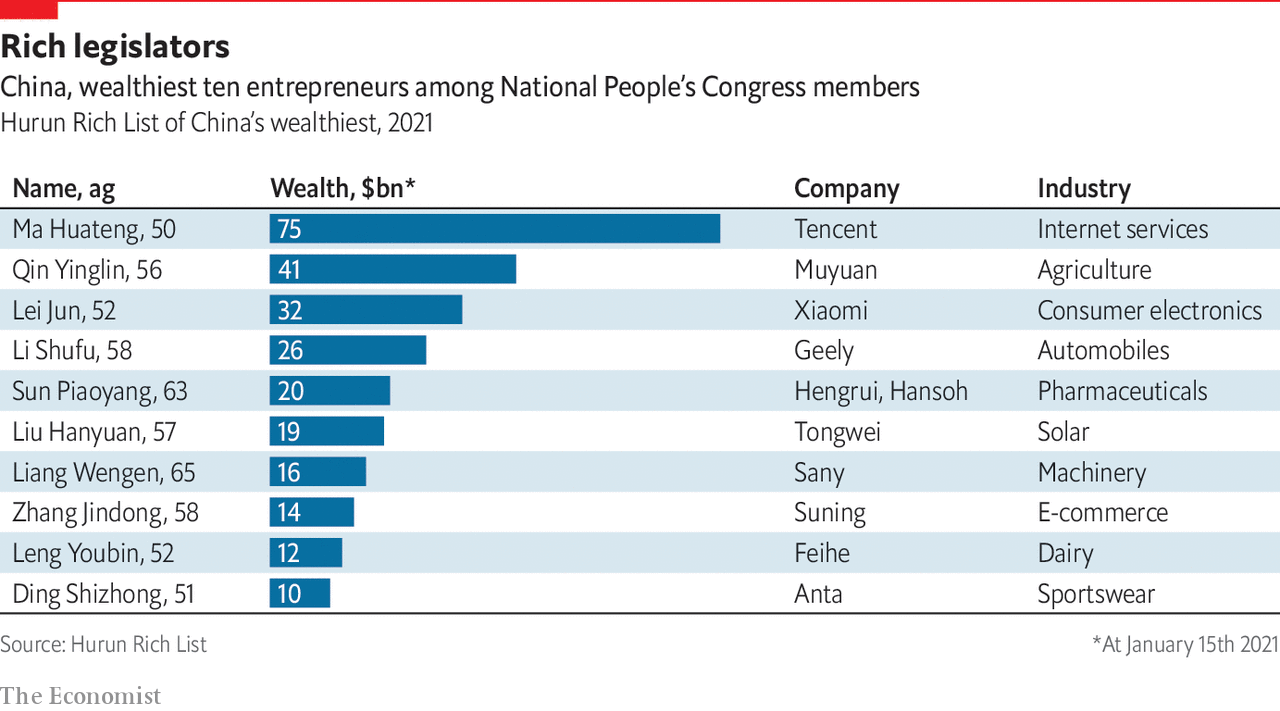 Rich legislators
China, wealthiest ten entrepreneurs among National People's Congress members
Hurun Rich List of China's wealthiest, 2021
Name, ag Wealth, $bn* Company Industry
Ma Huateng, 50 75 Tencent Internet services
Qin Yinglin, 56 41 Muyuan Agriculture
Lei Jun, 52 32 Xiaomi Consumer electronics
Li Shufu, 58 26 Geely Automobiles
Sun Piaoyang, 63 20 Hengrui, Hansoh Pharmaceuticals
Liu Hanyuan, 57 19 Tongwei Solar
Liang Wengen, 65 16 Sany Machinery
Zhang Jindong, 58 14 Suning E-commerce
Leng Youbin, 52 12 Feihe Dairy
Ding Shizhong, 51 10 Anta Sportswear
Source: Hurun Rich List *At January 15th 2021
The Economist